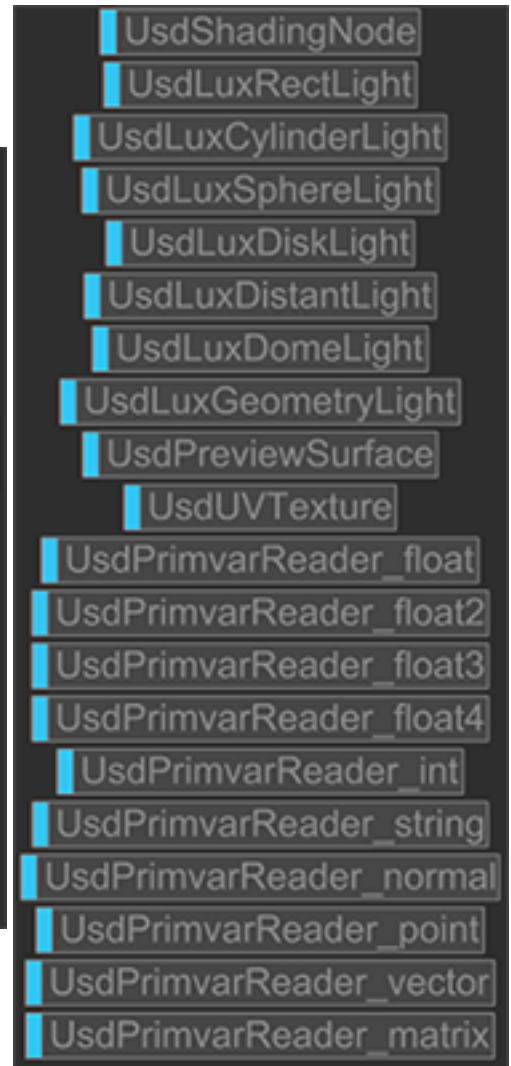 UsdShadingNode
UsdLuxRectLight
UsdLuxCylinderLight
UsdLuxSphereLight
UsdLuxDiskLight
UsdLuxDistantLight
UsdLuxDomeLight
UsdLuxGeometryLight
UsdPreviewSurface
UsdUVTexture
UsdPrimvarReader_float
UsdPrimvarReader_float2
UsdPrimvarReader_float3
UsdPrimvarReader_float4
UsdPrimvarReader_int
UsdPrimvarReader_string
UsdPrimvarReader_normal
UsdPrimvarReader_point
UsdPrimvarReader_vector
UsdPrimvarReader_matrix